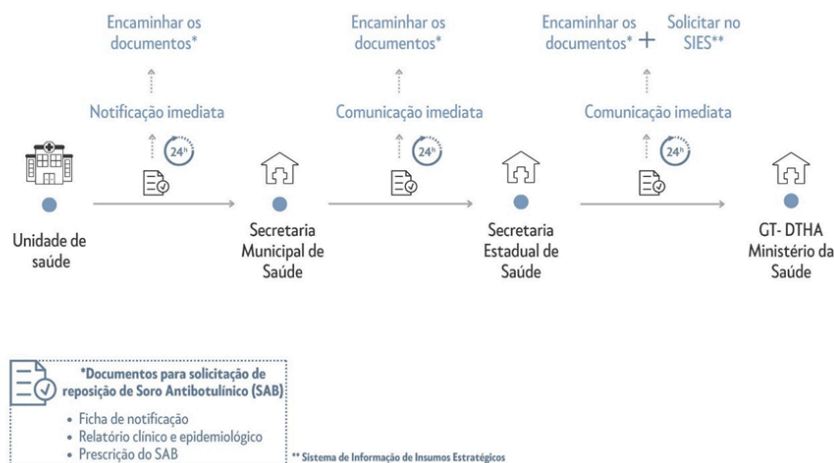 Encaminhar os
documentos*
Encaminhar os
documentos*
Encaminhar os
documentos*
+
Solicitar no
SIES**
Notificação imediata
Comunicação imediata
Comunicação imediata
24h
24h
24h
Unidade de
saúde
Secretaria
Municipal de
Saúde
Secretaria
Estadual de
Saúde
GT- DTHA
Ministério da
Saúde
*Documentos para solicitação de
reposição de Soro Antibotulínico (SAB)
• Ficha de notificação
• Relatório clínico e epidemiológico
• Prescrição do SAB
** Sistema de Informação de Insumos Estratégicos